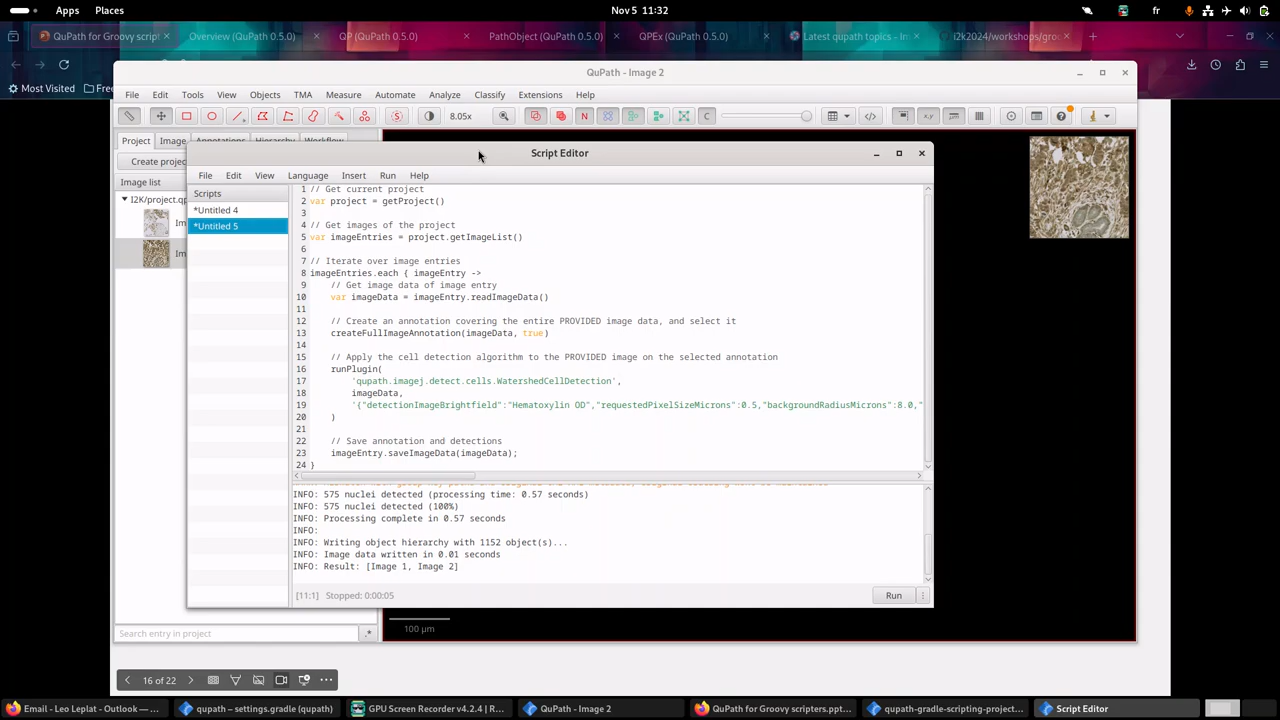 Apps Places Nov 5 11:32 fr
QuPath for Groovy script Overview (QuPath 0.5.0) QP (QuPath 0.5.0) PathObject (QuPath 0.5.0) QPEx (QuPath 0.5.0) Latest qupath topics - Im i2k2024/workshops/gro
Most Visited
QuPath - Image 2
File Edit Tools View Objects TMA Measure Automate Analyze Classify Extensions Help
8.05x
Project Image Annotations Hierarchy Workflow
Create projec
Image list
I2K/project.qp
Im
Im
Script Editor
File Edit View Language Insert Run Help
Scripts
*Untitled 4
*Untitled 5
1 // Get current project
2 var project = getProject()
3
4 // Get images of the project
5 var imageEntries = project.getImageList()
6
7 // Iterate over image entries
8 imageEntries.each { imageEntry ->
9 // Get image data of image entry
10 var imageData = imageEntry.readImageData()
11
12 // Create an annotation covering the entire PROVIDED image data, and select it
13 createFullImageAnnotation(imageData, true)
14
15 // Apply the cell detection algorithm to the PROVIDED image on the selected annotation
16 runPlugin(
17 'qupath.imagej.detect.cells.WatershedCellDetection',
18 imageData,
19 '{"detectionImageBrightfield":"Hematoxylin OD","requestedPixelSizeMicrons":0.5,"backgroundRadiusMicrons":8.0,"
20 )
21
22 // Save annotation and detections
23 imageEntry.saveImageData(imageData);
24 }
INFO: 575 nuclei detected (processing time: 0.57 seconds)
INFO: 575 nuclei detected (100%)
INFO: Processing complete in 0.57 seconds
INFO:
INFO: Writing object hierarchy with 1152 object(s)...
INFO: Image data written in 0.01 seconds
INFO: Result: [Image 1, Image 2]
[11:1] Stopped: 0:00:05
Run
100 µm
Search entry in project
.*
16 of 22
Email - Leo Leplat - Outlook — ... qupath – settings.gradle (qupath) GPU Screen Recorder v4.2.4 | R... QuPath - Image 2 QuPath for Groovy scripters.ppt... qupath-gradle-scripting-project... Script Editor